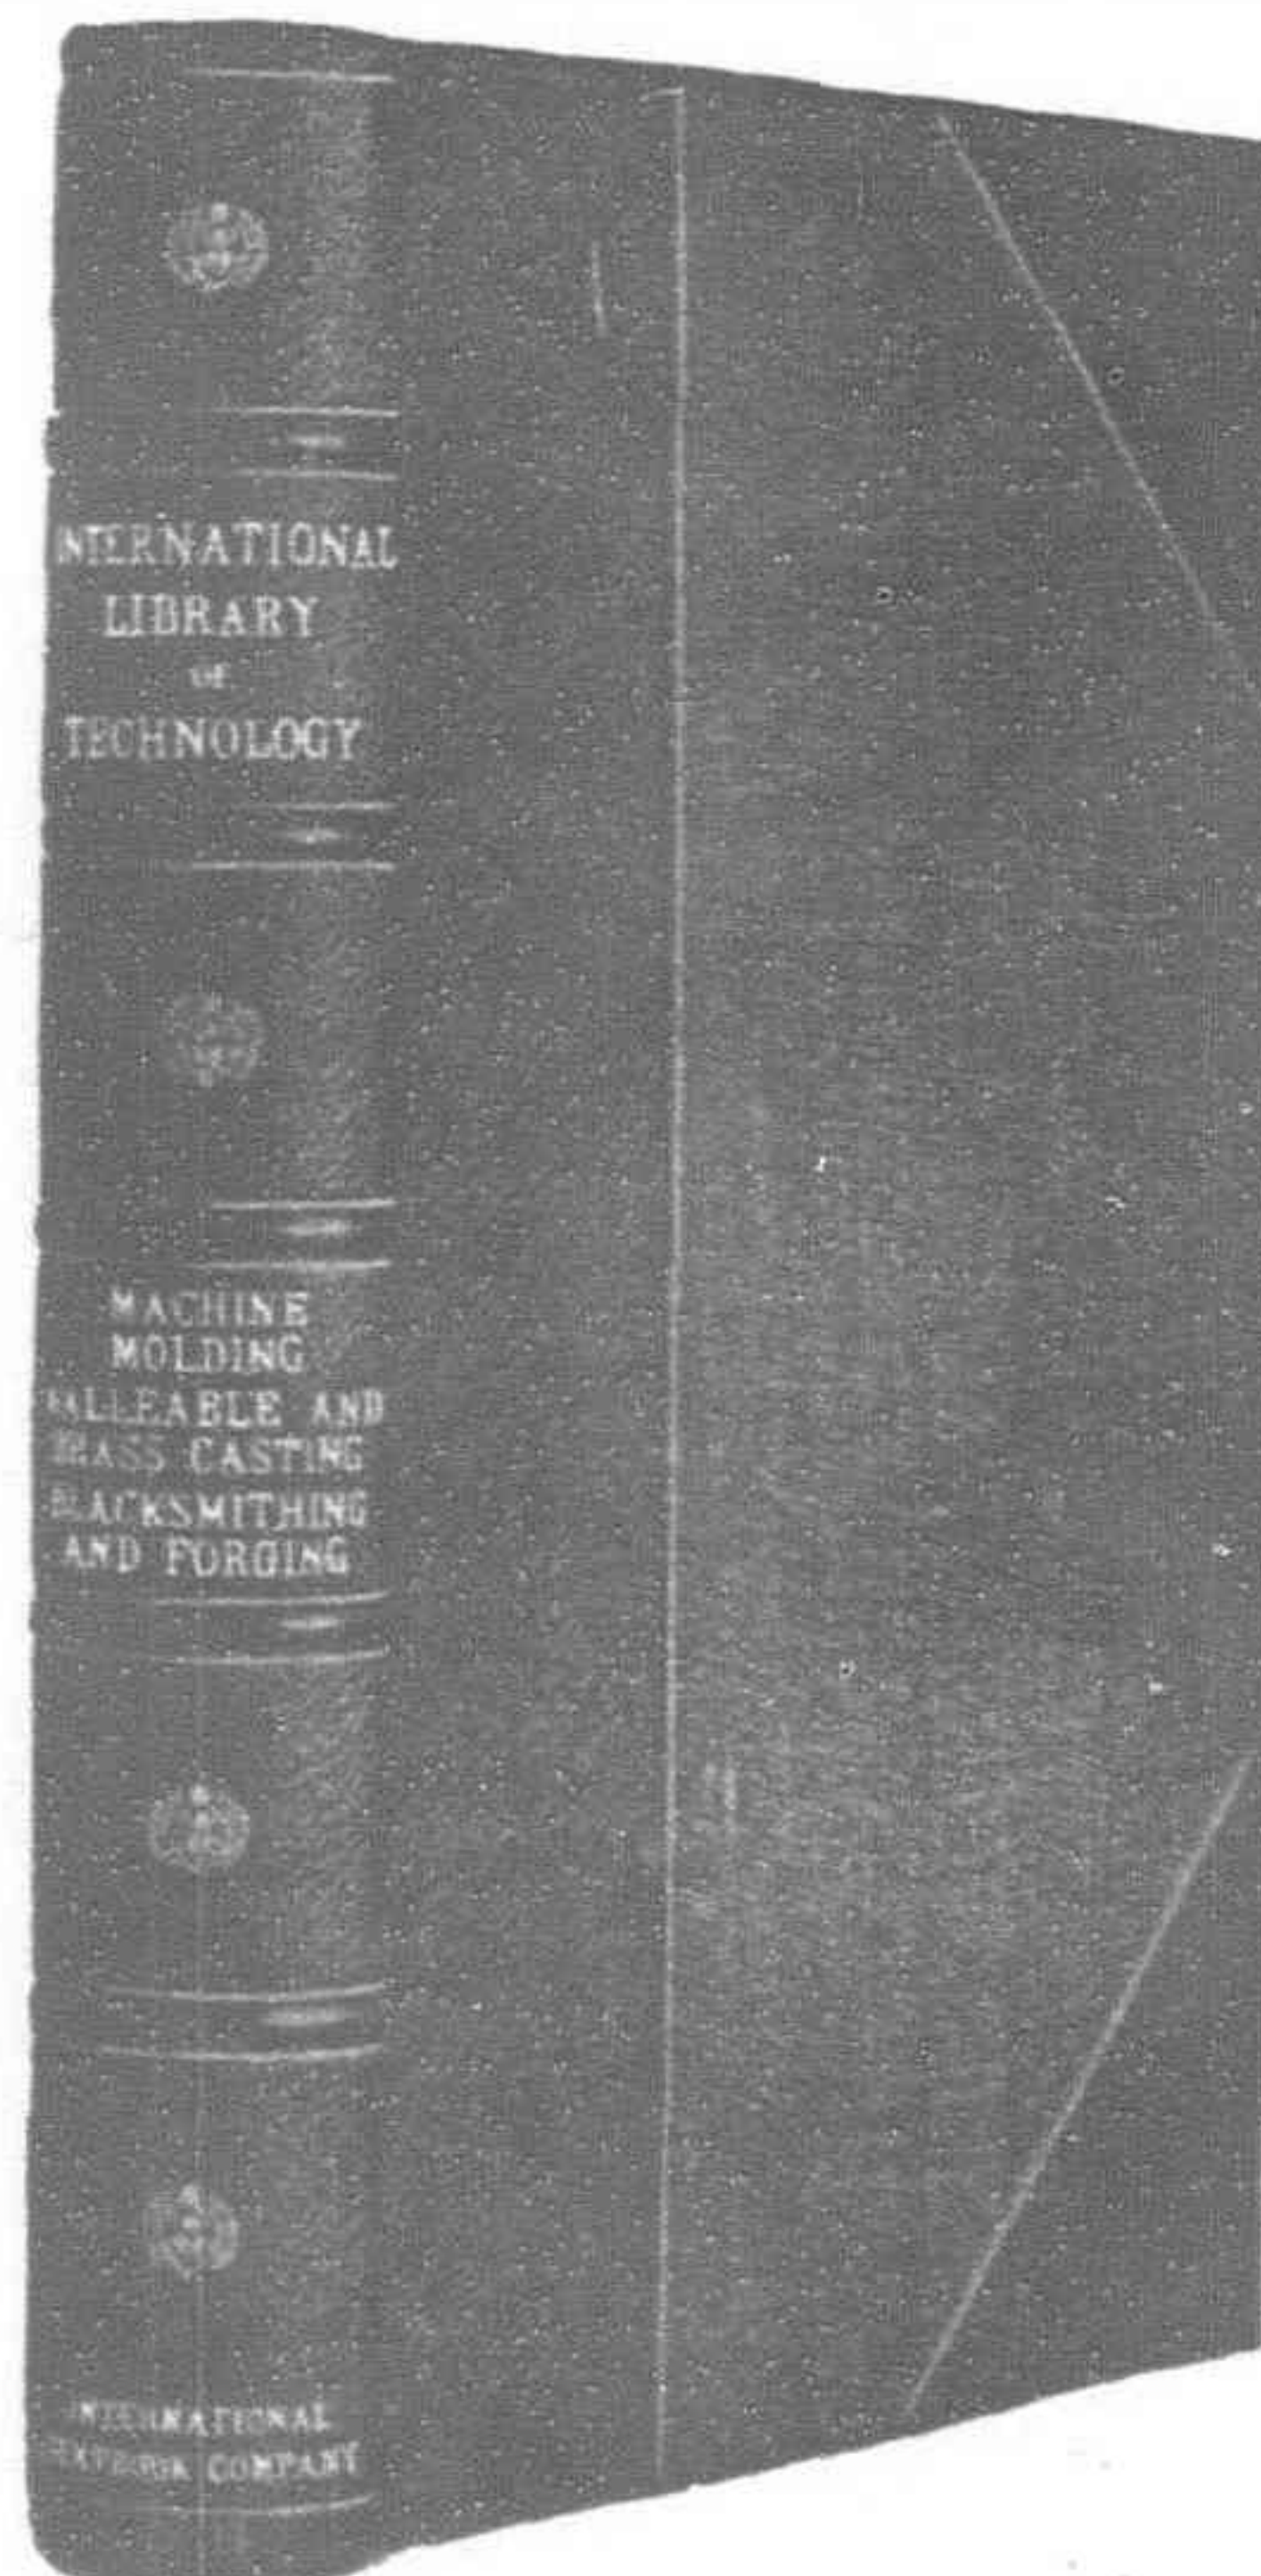 INTERNATIONAL
LIBRARY
of
TECHNOLOGY
MACHINE
MOLDING
MALLEABLE AND
BRASS CASTING
BLACKSMITHING
AND FORGING
INTERNATIONAL
TEXTBOOK COMPANY